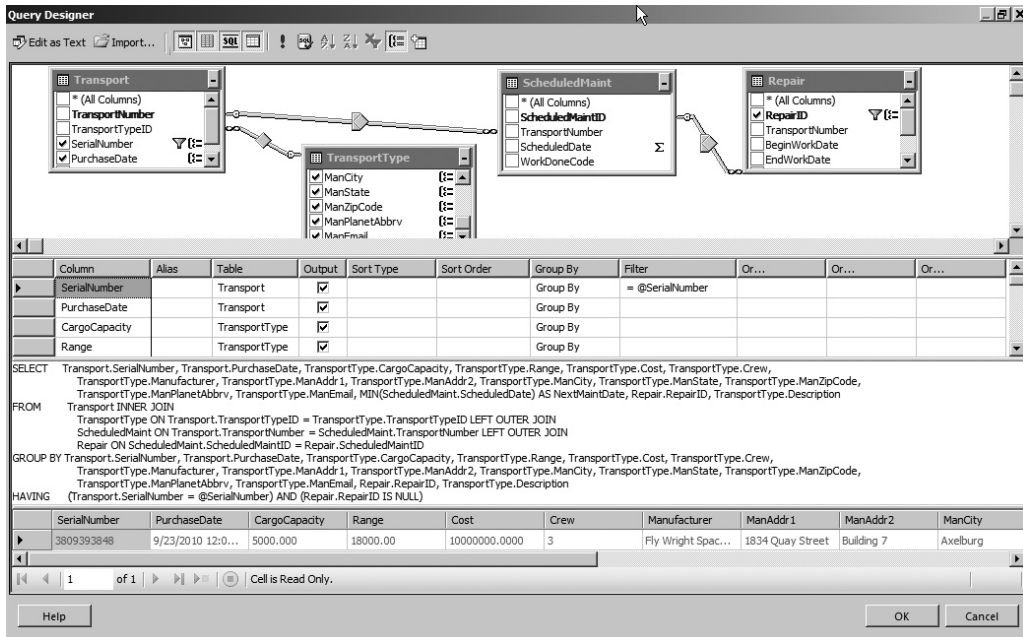 Query Designer
Edit as Text Import... SQL
Transport
* (All Columns)
TransportNumber
TransportTypeID
SerialNumber
PurchaseDate
TransportType
ManCity
ManState
ManZipCode
ManPlanetAbbrv
ManEmail
ScheduledMaint
* (All Columns)
ScheduledMaintID
TransportNumber
ScheduledDate Σ
WorkDoneCode
Repair
* (All Columns)
RepairID
TransportNumber
BeginWorkDate
EndWorkDate
Column Alias Table Output Sort Type Sort Order Group By Filter Or... Or... Or...
SerialNumber Transport Group By = @SerialNumber
PurchaseDate Transport Group By
CargoCapacity TransportType Group By
Range TransportType Group By
SELECT Transport.SerialNumber, Transport.PurchaseDate, TransportType.CargoCapacity, TransportType.Range, TransportType.Cost, TransportType.Crew,
TransportType.Manufacturer, TransportType.ManAddr1, TransportType.ManAddr2, TransportType.ManCity, TransportType.ManState, TransportType.ManZipCode,
TransportType.ManPlanetAbbrv, TransportType.ManEmail, MIN(ScheduledMaint.ScheduledDate) AS NextMaintDate, Repair.RepairID, TransportType.Description
FROM Transport INNER JOIN
TransportType ON Transport.TransportTypeID = TransportType.TransportTypeID LEFT OUTER JOIN
ScheduledMaint ON Transport.TransportNumber = ScheduledMaint.TransportNumber LEFT OUTER JOIN
Repair ON ScheduledMaint.ScheduledMaintID = Repair.ScheduledMaintID
GROUP BY Transport.SerialNumber, Transport.PurchaseDate, TransportType.CargoCapacity, TransportType.Range, TransportType.Cost, TransportType.Crew,
TransportType.Manufacturer, TransportType.ManAddr1, TransportType.ManAddr2, TransportType.ManCity, TransportType.ManState, TransportType.ManZipCode,
TransportType.ManPlanetAbbrv, TransportType.ManEmail, Repair.RepairID, TransportType.Description
HAVING (Transport.SerialNumber = @SerialNumber) AND (Repair.RepairID IS NULL)
SerialNumber PurchaseDate CargoCapacity Range Cost Crew Manufacturer ManAddr1 ManAddr2 ManCity
3809393848 9/23/2010 12:0... 5000.000 18000.00 10000000.0000 3 Fly Wright Spac... 1834 Quay Street Building 7 Axelburg
1 of 1 Cell is Read Only.
Help OK Cancel